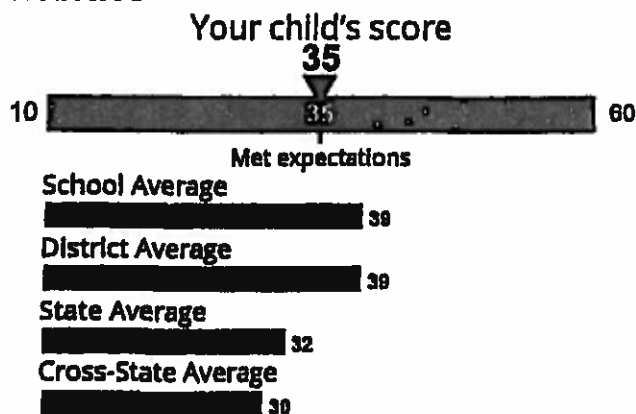 Your child's score
35
10 35 60
Met expectations
School Average
39
District Average
39
State Average
32
Cross-State Average
30